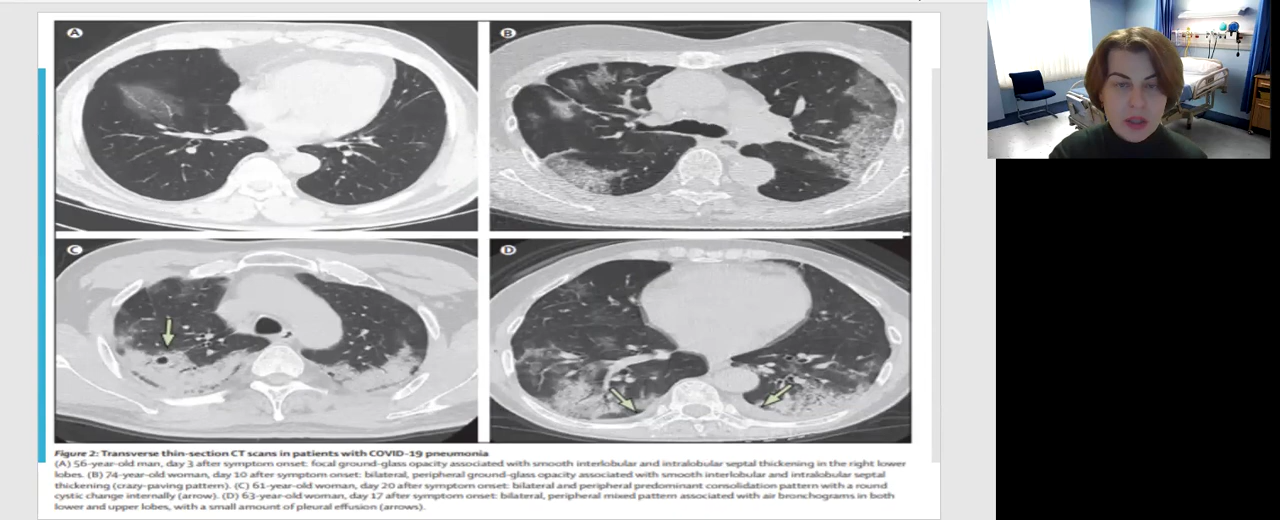 A
B
C
D
Figure 2: Transverse thin-section CT scans in patients with COVID-19 pneumonia
(A) 56-year-old man, day 3 after symptom onset: focal ground-glass opacity associated with smooth interlobular and intralobular septal thickening in the right lower
lobes. (B) 74-year-old woman, day 10 after symptom onset: bilateral, peripheral ground-glass opacity associated with smooth interlobular and intralobular septal
thickening (crazy-paving pattern). (C) 61-year-old woman, day 20 after symptom onset: bilateral and peripheral predominant consolidation pattern with a round
cystic change internally (arrow). (D) 63-year-old woman, day 17 after symptom onset: bilateral, peripheral mixed pattern associated with air bronchograms in both
lower and upper lobes, with a small amount of pleural effusion (arrows).